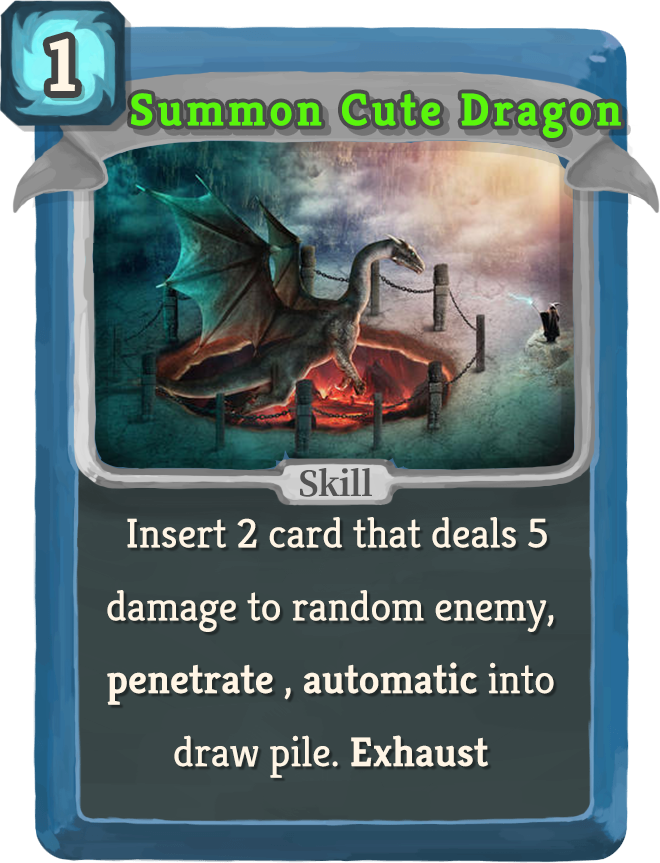 1
Summon Cute Dragon
Skill
Insert 2 card that deals 5
damage to random enemy,
penetrate , automatic into
draw pile. Exhaust